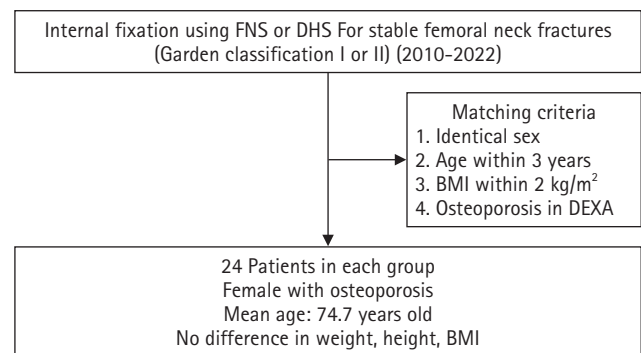 Internal fixation using FNS or DHS For stable femoral neck fractures
(Garden classification I or II) (2010-2022)
Matching criteria
1. Identical sex
2. Age within 3 years
3. BMI within 2 kg/m²
4. Osteoporosis in DEXA
24 Patients in each group
Female with osteoporosis
Mean age: 74.7 years old
No difference in weight, height, BMI